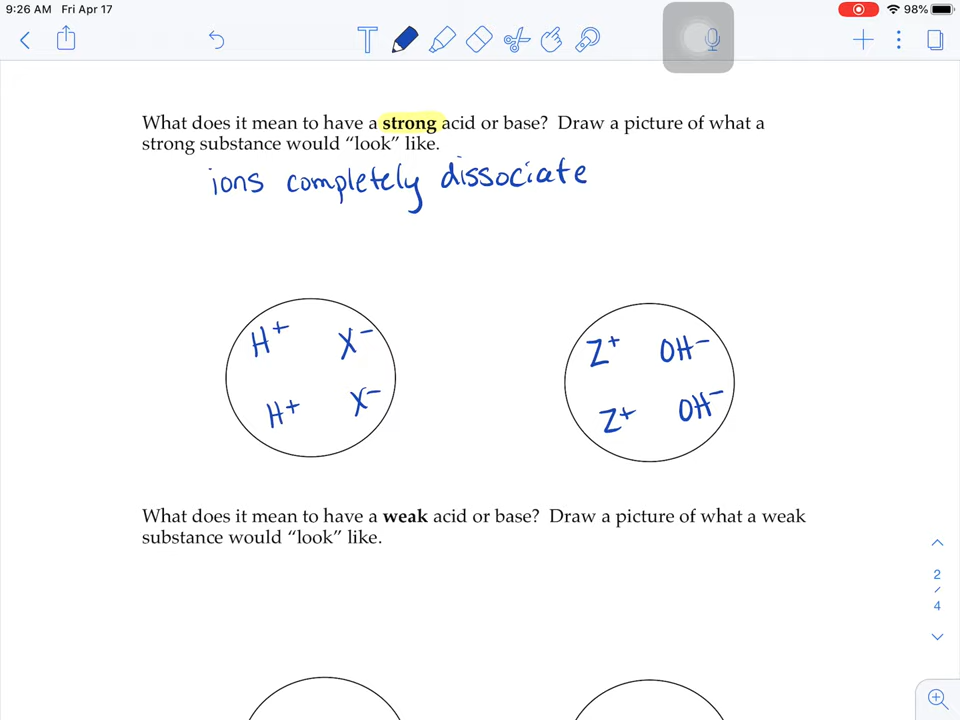 9:26 AM Fri Apr 17
98%
T
What does it mean to have a strong acid or base? Draw a picture of what a
strong substance would “look” like.
ions completely dissociate
H+ X− Z+ OH−
H+ X− Z+ OH−
What does it mean to have a weak acid or base? Draw a picture of what a weak
substance would “look” like.
2
/
4